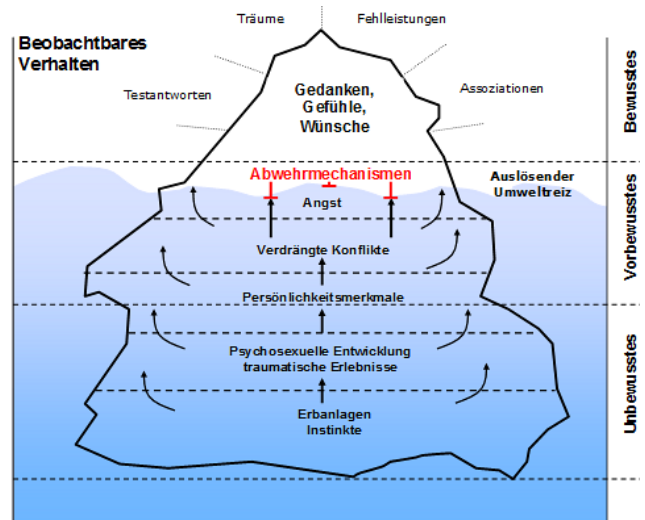 Träume
Fehlleistungen
Beobachtbares
Verhalten
Testantworten
Assoziationen
Gedanken,
Gefühle,
Wünsche
Bewusstes
Abwehrmechanismen
Auslösender
Umweltreiz
Angst
Verdrängte Konflikte
Vorbewusstes
Persönlichkeitsmerkmale
Psychosexuelle Entwicklung
traumatische Erlebnisse
Erbanlagen
Instinkte
Unbewusstes